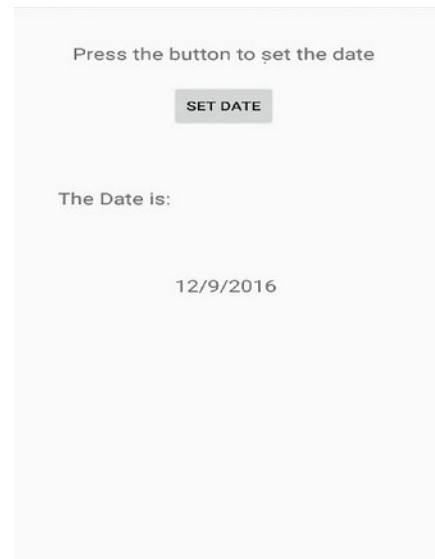 Press the button to set the date
SET DATE
The Date is:
12/9/2016